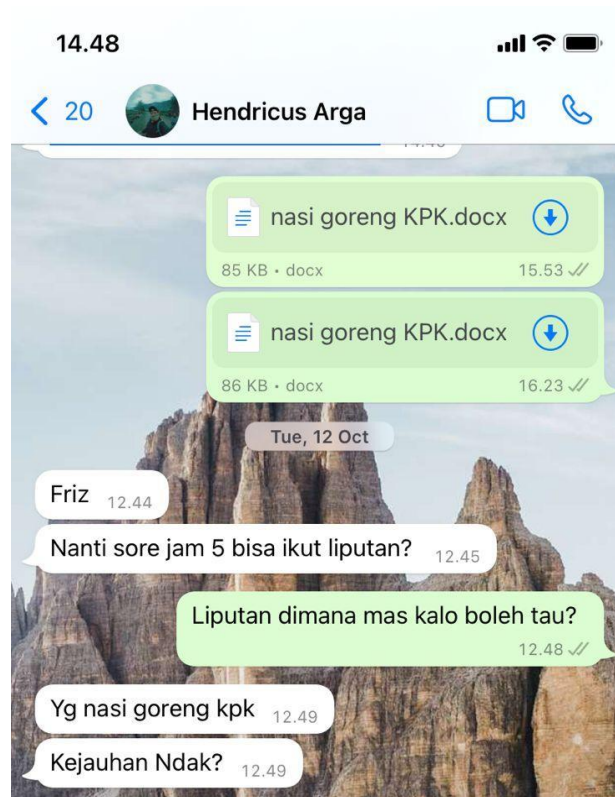 14.48
20
Hendricus Arga
nasi goreng KPK.docx
85 KB • docx 15.53
nasi goreng KPK.docx
86 KB • docx 16.23
Tue, 12 Oct
Friz 12.44
Nanti sore jam 5 bisa ikut liputan? 12.45
Liputan dimana mas kalo boleh tau?
12.48
Yg nasi goreng kpk 12.49
Kejauhan Ndak? 12.49